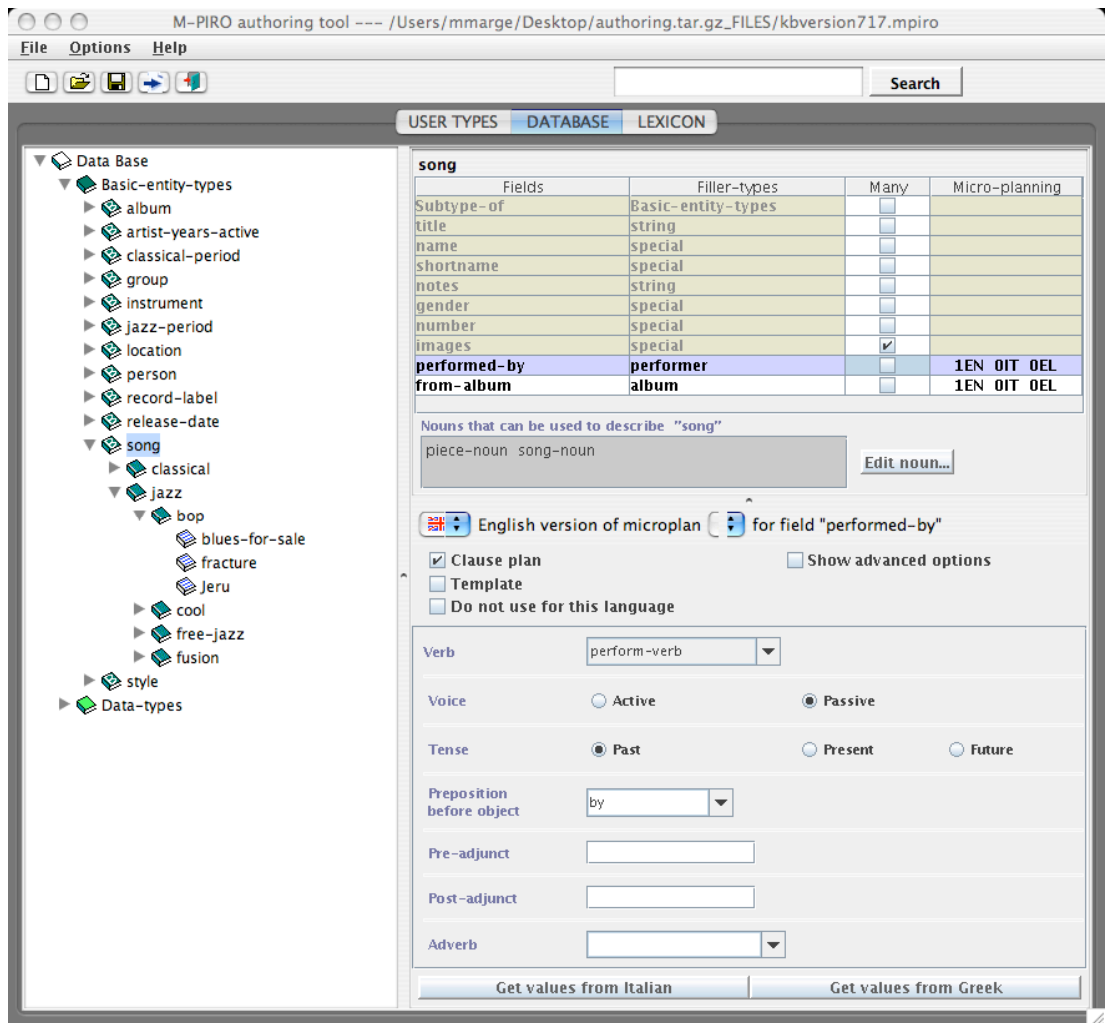 M-PIRO authoring tool --- /Users/mmarge/Desktop/authoring.tar.gz_FILES/kbversion717.mpiro
File Options Help
Search
USER TYPES DATABASE LEXICON
Data Base
Basic-entity-types
album
artist-years-active
classical-period
group
instrument
jazz-period
location
person
record-label
release-date
song
classical
jazz
bop
blues-for-sale
fracture
Jeru
cool
free-jazz
fusion
style
Data-types
song
Fields Filler-types Many Micro-planning
Subtype-of Basic-entity-types
title string
name special
shortname special
notes string
gender special
number special
images special
performed-by performer 1EN 0IT 0EL
from-album album 1EN 0IT 0EL
Nouns that can be used to describe "song"
piece-noun song-noun
Edit noun...
English version of microplan for field "performed-by"
Clause plan Show advanced options
Template
Do not use for this language
Verb perform-verb
Voice Active Passive
Tense Past Present Future
Preposition
before object by
Pre-adjunct
Post-adjunct
Adverb
Get values from Italian Get values from Greek